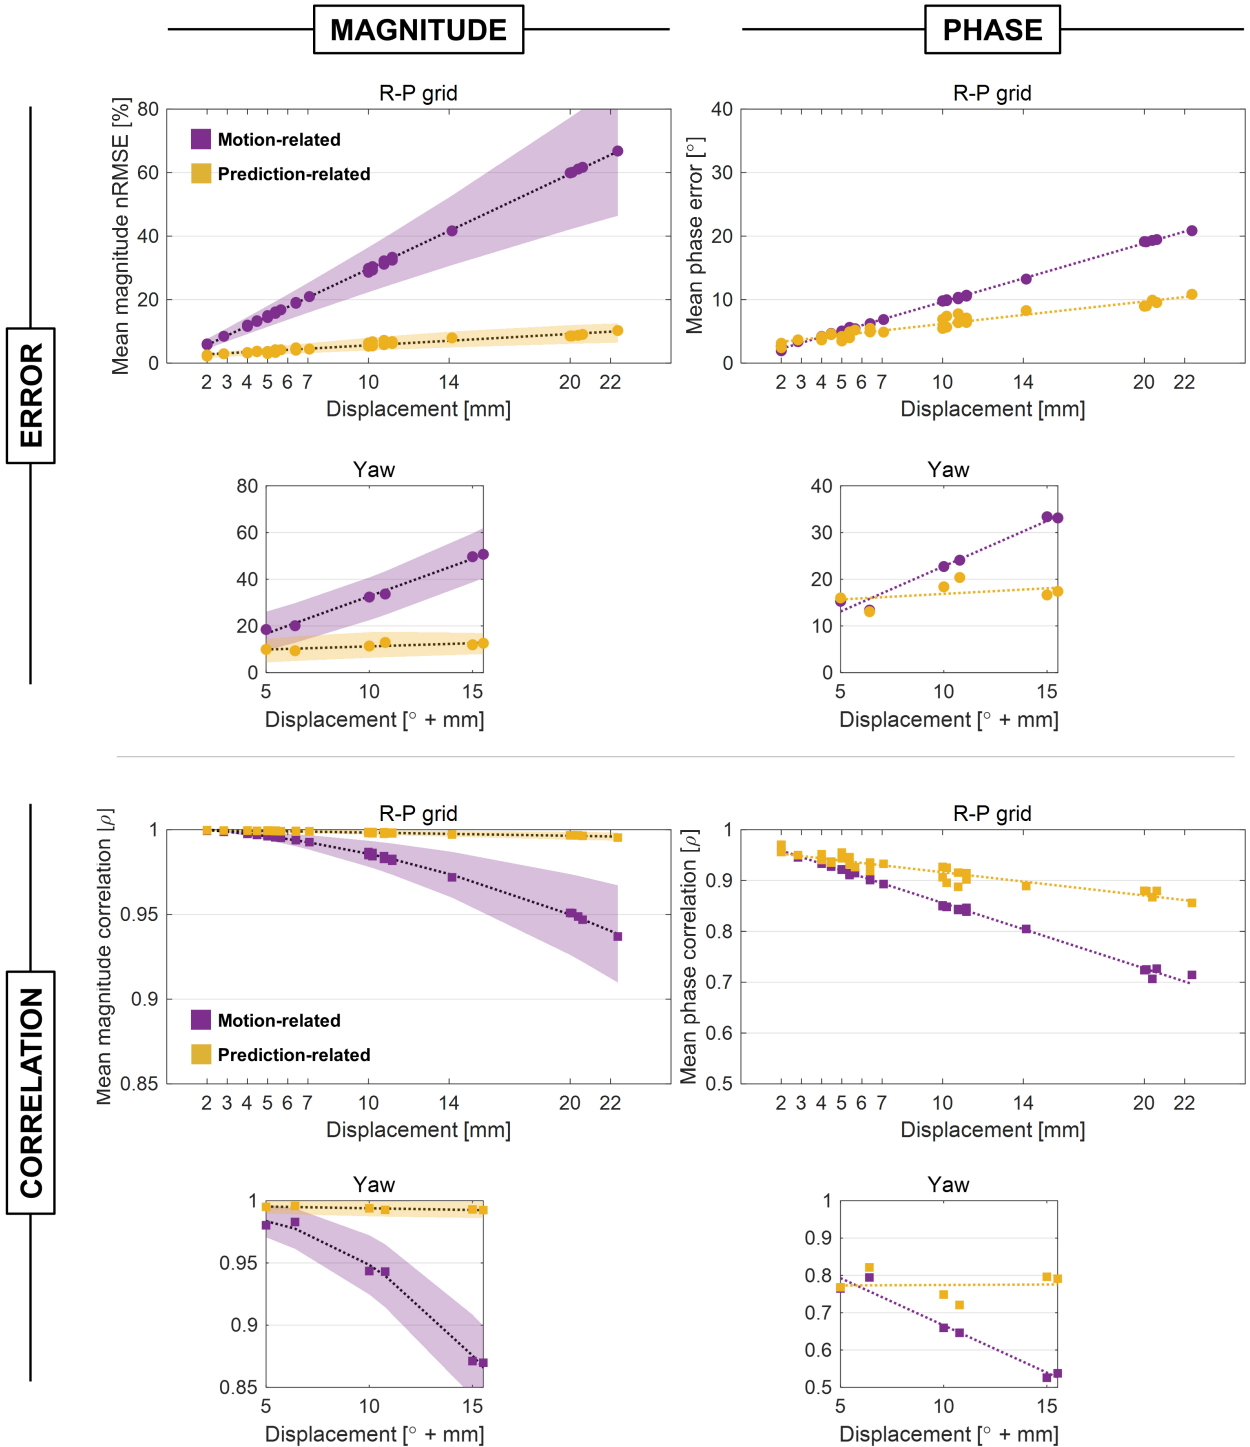 MAGNITUDE
PHASE
ERROR
R-P grid
Mean magnitude nRMSE [%]
80
60
40
20
0
Motion-related
Prediction-related
2 3 4 5 6 7 10 14 20 22
Displacement [mm]
R-P grid
Mean phase error [°]
40
30
20
10
0
2 3 4 5 6 7 10 14 20 22
Displacement [mm]
Yaw
80
60
40
20
0
5 10 15
Displacement [° + mm]
Yaw
40
30
20
10
0
5 10 15
Displacement [° + mm]
CORRELATION
R-P grid
Mean magnitude correlation [ρ]
1
0.95
0.9
0.85
Motion-related
Prediction-related
2 3 4 5 6 7 10 14 20 22
Displacement [mm]
R-P grid
Mean phase correlation [ρ]
1
0.9
0.8
0.7
0.6
0.5
2 3 4 5 6 7 10 14 20 22
Displacement [mm]
Yaw
1
0.95
0.9
0.85
5 10 15
Displacement [° + mm]
Yaw
1
0.9
0.8
0.7
0.6
0.5
5 10 15
Displacement [° + mm]